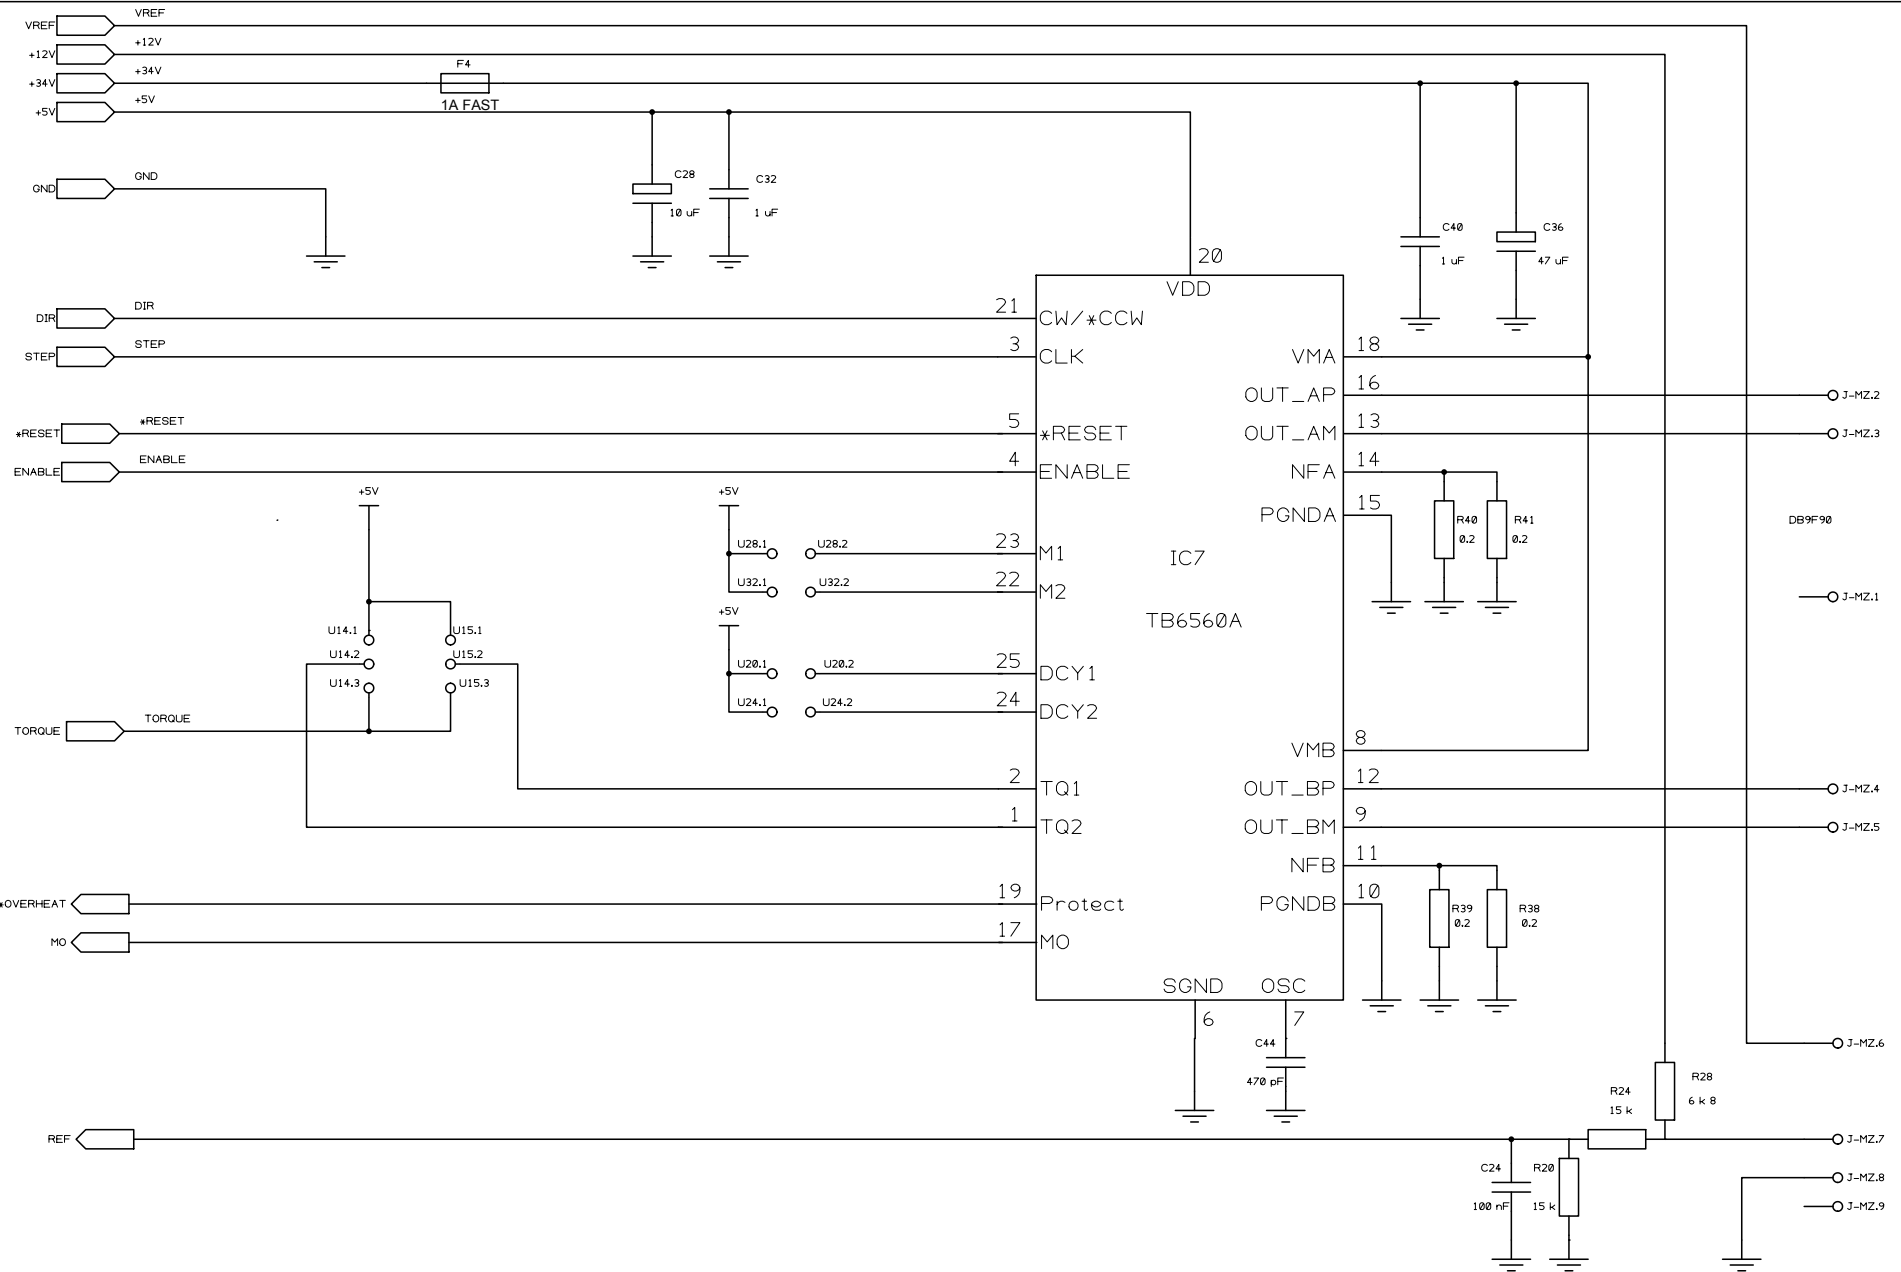 VREF
VREF
+12V
+12V
+34V
+34V
F4
1A FAST
+5V
+5V
GND
GND
C28
10 uF
C32
1 uF
C40
1 uF
C36
47 uF
20
VDD
DIR
DIR
21
CW/*CCW
STEP
STEP
3
CLK
VMA
18
OUT_AP
16
J-MZ.2
*RESET
*RESET
5
*RESET
OUT_AM
13
J-MZ.3
ENABLE
ENABLE
4
ENABLE
NFA
14
+5V
+5V
PGNDA
15
R40
0.2
R41
0.2
DB9F90
U28.1
U28.2
23
M1
IC7
U32.1
U32.2
22
M2
J-MZ.1
+5V
TB6560A
U14.1
U15.1
U14.2
U15.2
U14.3
U15.3
U20.1
U20.2
25
DCY1
U24.1
U24.2
24
DCY2
TORQUE
TORQUE
VMB
8
2
TQ1
OUT_BP
12
J-MZ.4
1
TQ2
OUT_BM
9
J-MZ.5
NFB
11
*OVERHEAT
19
Protect
PGNDB
10
R39
0.2
R38
0.2
MO
17
MO
SGND
OSC
6
7
C44
470 pF
J-MZ.6
R24
15 k
R28
6 k 8
REF
J-MZ.7
C24
100 nF
R20
15 k
J-MZ.8
J-MZ.9